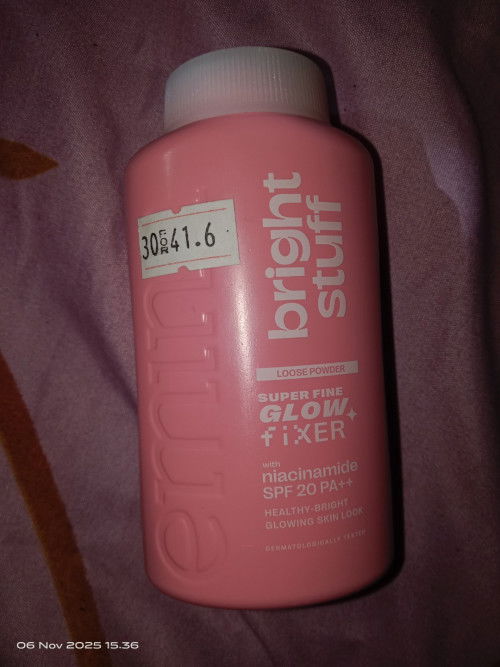 30 FOR 41.6
emina
bright
stuff
LOOSE POWDER
SUPER FINE
GLOW
fiXER
with
niacinamide
SPF 20 PA++
HEALTHY-BRIGHT
GLOWING SKIN LOOK
DERMATOLOGICALLY TESTED
06 Nov 2025 15.36